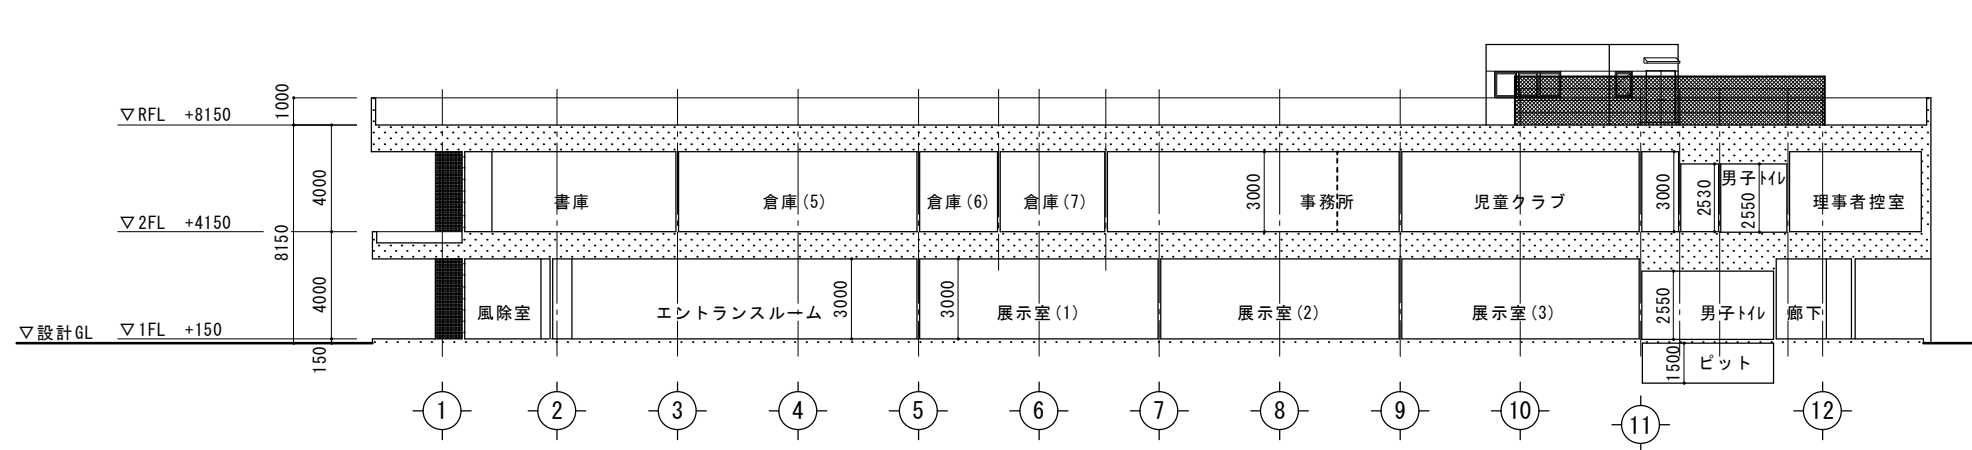 1000
▽RFL +8150
4000
3000
3000
2530
男子トイレ
2550
書庫
倉庫(5)
倉庫(6)
倉庫(7)
事務所
児童クラブ
理事者控室
▽2FL +4150
8150
4000
3000
3000
2550
風除室
エントランスルーム
展示室(1)
展示室(2)
展示室(3)
男子トイレ
廊下
▽設計GL
▽1FL +150
150
1500
ピット
1
2
3
4
5
6
7
8
9
10
11
12